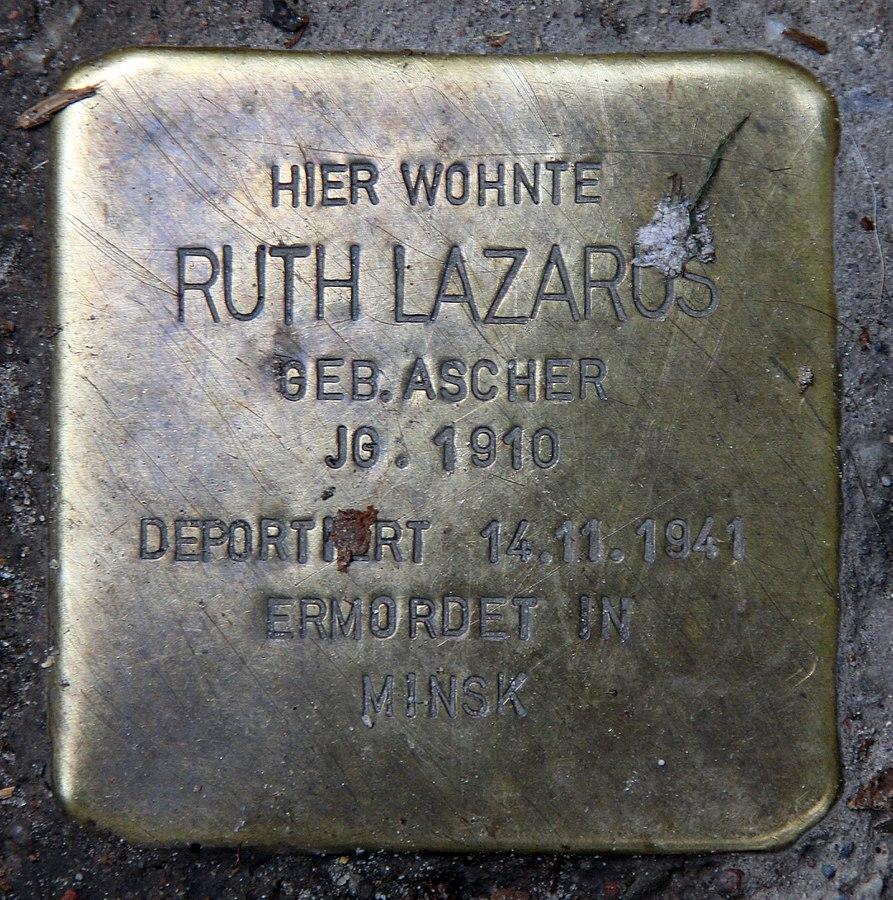 HIER WOHNTE
RUTH LAZARUS
GEB. ASCHER
JG. 1910
DEPORTIERT 14.11.1941
ERMORDET IN
MINSK